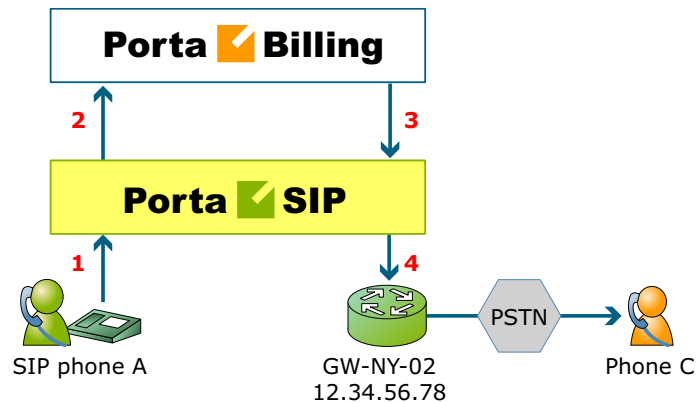 Porta Billing
2
3
Porta SIP
1
4
PSTN
SIP phone A
GW-NY-02
12.34.56.78
Phone C